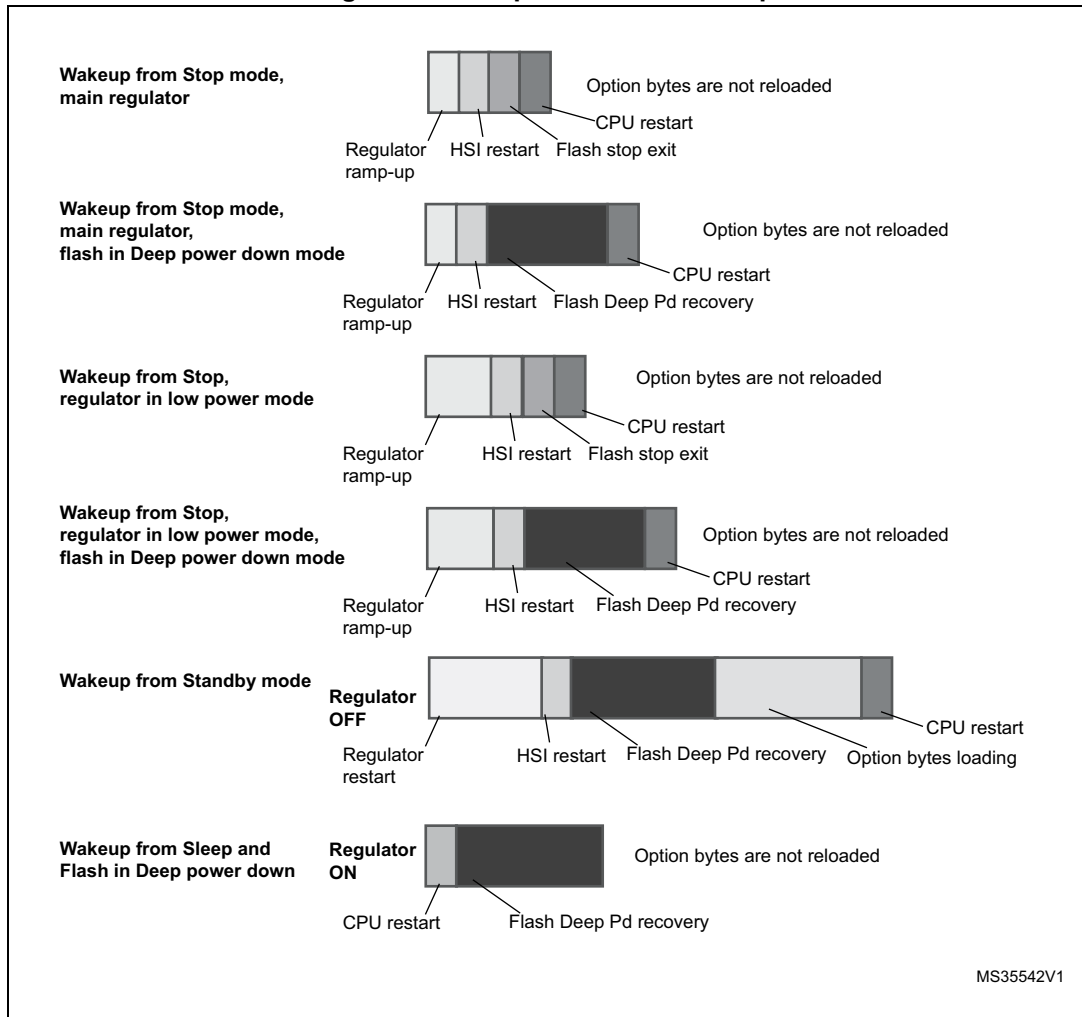 Wakeup from Stop mode,
main regulator
Option bytes are not reloaded
CPU restart
Regulator
ramp-up
HSI restart
Flash stop exit
Wakeup from Stop mode,
main regulator,
flash in Deep power down mode
Option bytes are not reloaded
CPU restart
Regulator
ramp-up
HSI restart
Flash Deep Pd recovery
Wakeup from Stop,
regulator in low power mode
Option bytes are not reloaded
CPU restart
Regulator
ramp-up
HSI restart
Flash stop exit
Wakeup from Stop,
regulator in low power mode,
flash in Deep power down mode
Option bytes are not reloaded
CPU restart
Regulator
ramp-up
HSI restart
Flash Deep Pd recovery
Wakeup from Standby mode
Regulator
OFF
CPU restart
Regulator
restart
HSI restart
Flash Deep Pd recovery
Option bytes loading
Wakeup from Sleep and
Flash in Deep power down
Regulator
ON
Option bytes are not reloaded
CPU restart
Flash Deep Pd recovery
MS35542V1